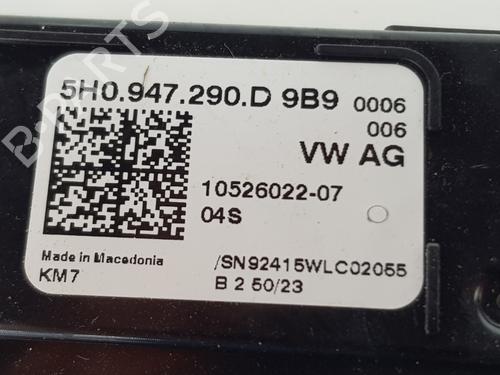 B-PARTS
5H0.947.290.D 9B9 0006
006
VW AG
10526022-07
04S
Made in Macedonia
KM7
/SN92415WLC02055
B 2 50/23